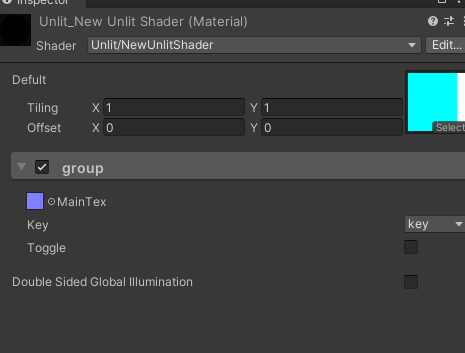 Inspector
Unlit_New Unlit Shader (Material)
Shader Unlit/NewUnlitShader Edit...
Defult
Tiling X 1 Y 1
Offset X 0 Y 0
Select
group
MainTex
Key key
Toggle
Double Sided Global Illumination